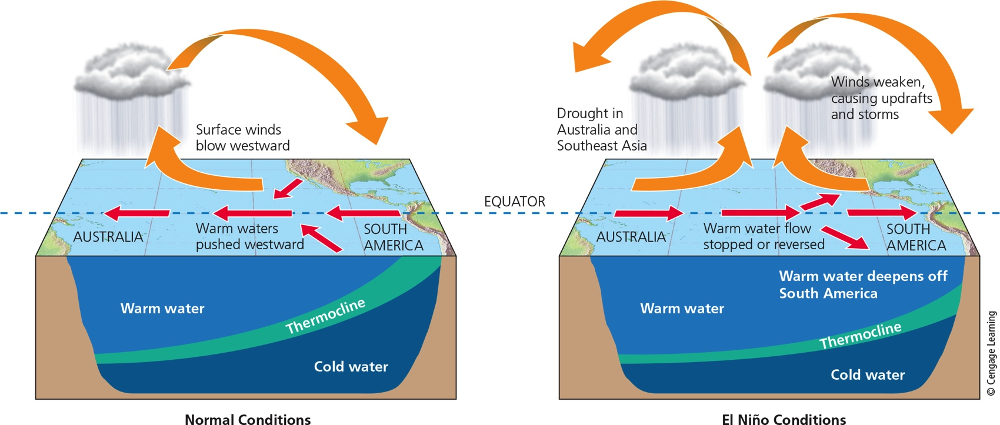 Surface winds
blow westward
AUSTRALIA
Warm waters
pushed westward
SOUTH
AMERICA
Warm water
Thermocline
Cold water
Normal Conditions
EQUATOR
Drought in
Australia and
Southeast Asia
Winds weaken,
causing updrafts
and storms
AUSTRALIA
Warm water flow
stopped or reversed
SOUTH
AMERICA
Warm water deepens off
South America
Warm water
Thermocline
Cold water
El Niño Conditions
© Cengage Learning